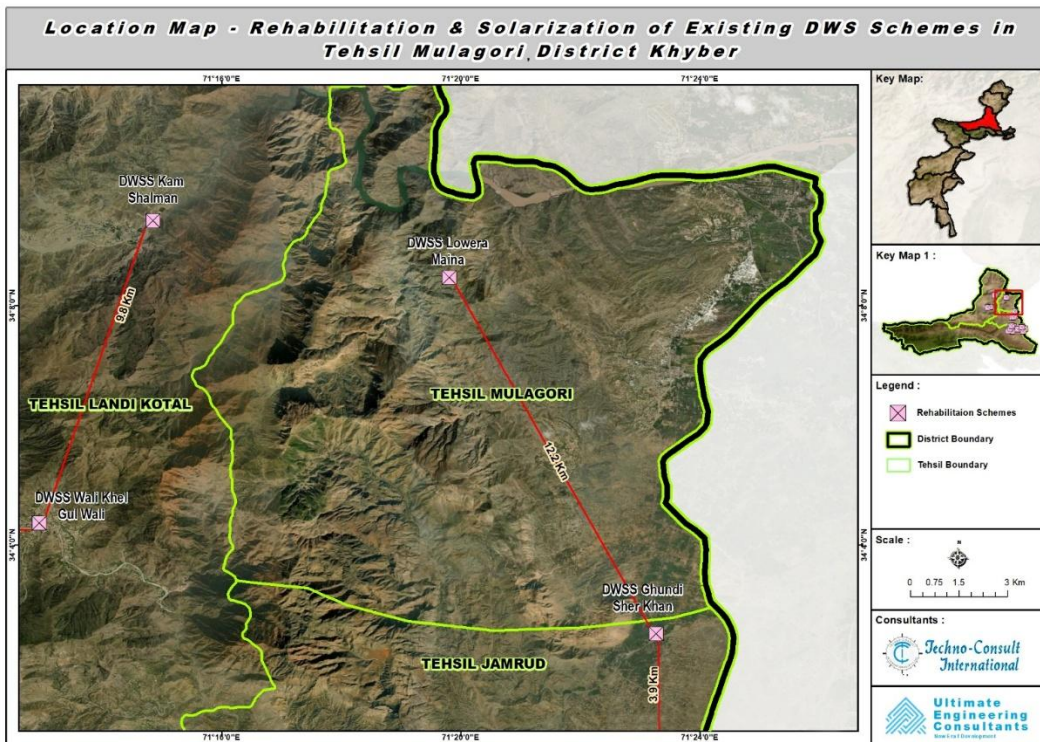 Location Map - Rehabilitation & Solarization of Existing DWS Schemes in
Tehsil Mulagori, District Khyber
71°16'0"E
71°20'0"E
71°24'0"E
34°8'0"N
34°4'0"N
DWSS Kam
Shalman
9.8 Km
TEHSIL LANDI KOTAL
DWSS Wali Khel
Gul Wali
DWSS Lowera
Maina
TEHSIL MULAGORI
12.2 Km
DWSS Ghundi
Sher Khan
TEHSIL JAMRUD
3.9 Km
34°8'0"N
34°4'0"N
71°16'0"E
71°20'0"E
71°24'0"E
Key Map:
Key Map 1 :
Legend :
Rehabilitaion Schemes
District Boundary
Tehsil Boundary
Scale :
N
0 0.75 1.5 3 Km
Consultants :
Techno-Consult
International
Ultimate
Engineering
Consultants